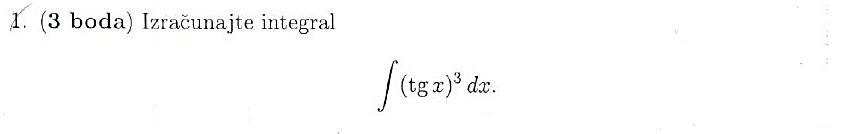 1. (3 boda) Izračunajte integral
∫ (tg x)³ dx.